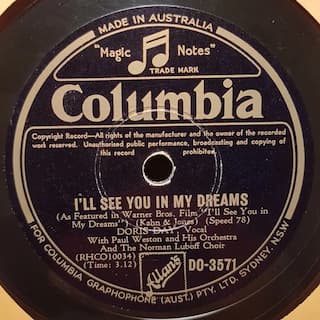 MADE IN AUSTRALIA
"Magic Notes"
TRADE MARK
Columbia
Copyright Record—All rights of the manufacturer and the owner of the recorded
work reserved. Unauthorised public performance, broadcasting and copying of
this record prohibited.
I'LL SEE YOU IN MY DREAMS
(As Featured in Warner Bros. Film "I'll See You in
My Dreams") (Kahn & Jones) (Speed 78)
DORIS DAY, Vocal
With Paul Weston and His Orchestra
And The Norman Luboff Choir
(RHCO10034)
(Time: 3.12)
Allan's
DO-3571
FOR COLUMBIA GRAPHOPHONE (AUST.) PTY. LTD. SYDNEY. N.S.W.